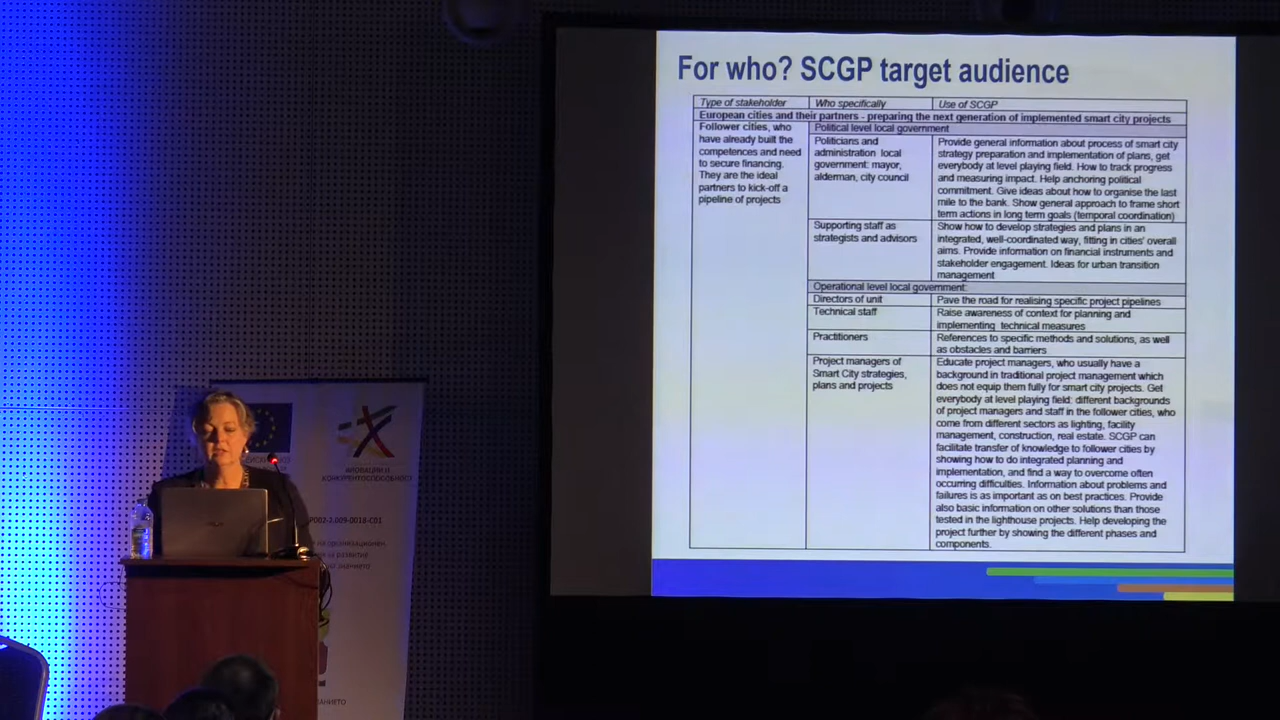 For who? SCGP target audience
Type of stakeholder
Who specifically
Use of SCGP
European cities and their partners - preparing the next generation of implemented smart city projects
Follower cities, who
have already built the
competences and need
to secure financing.
They are the ideal
partners to kick-off a
pipeline of projects
Political level local government
Politicians and
administration local
government: mayor,
alderman, city council
Provide general information about process of smart city
strategy preparation and implementation of plans, get
everybody at level playing field. How to track progress
and measuring impact. Help anchoring political
commitment. Give ideas about how to organise the last
mile to the bank. Show general approach to frame short
term actions in long term goals (temporal coordination)
Supporting staff as
strategists and advisors
Show how to develop strategies and plans in an
integrated, well-coordinated way, fitting in cities' overall
aims. Provide information on financial instruments and
stakeholder engagement. Ideas for urban transition
management
Operational level local government:
Directors of unit
Pave the road for realising specific project pipelines
Technical staff
Raise awareness of context for planning and
implementing technical measures
Practitioners
References to specific methods and solutions, as well
as obstacles and barriers
Project managers of
Smart City strategies,
plans and projects
Educate project managers, who usually have a
background in traditional project management which
does not equip them fully for smart city projects. Get
everybody at level playing field: different backgrounds
of project managers and staff in the follower cities, who
come from different sectors as lighting, facility
management, construction, real estate. SCGP can
facilitate transfer of knowledge to follower cities by
showing how to do integrated planning and
implementation, and find a way to overcome often
occurring difficulties. Information about problems and
failures is as important as on best practices. Provide
also basic information on other solutions than those
tested in the lighthouse projects. Help developing the
project further by showing the different phases and
components.
ИНОВАЦИИ И
КОНКУРЕНТОСПОСОБНОСТ